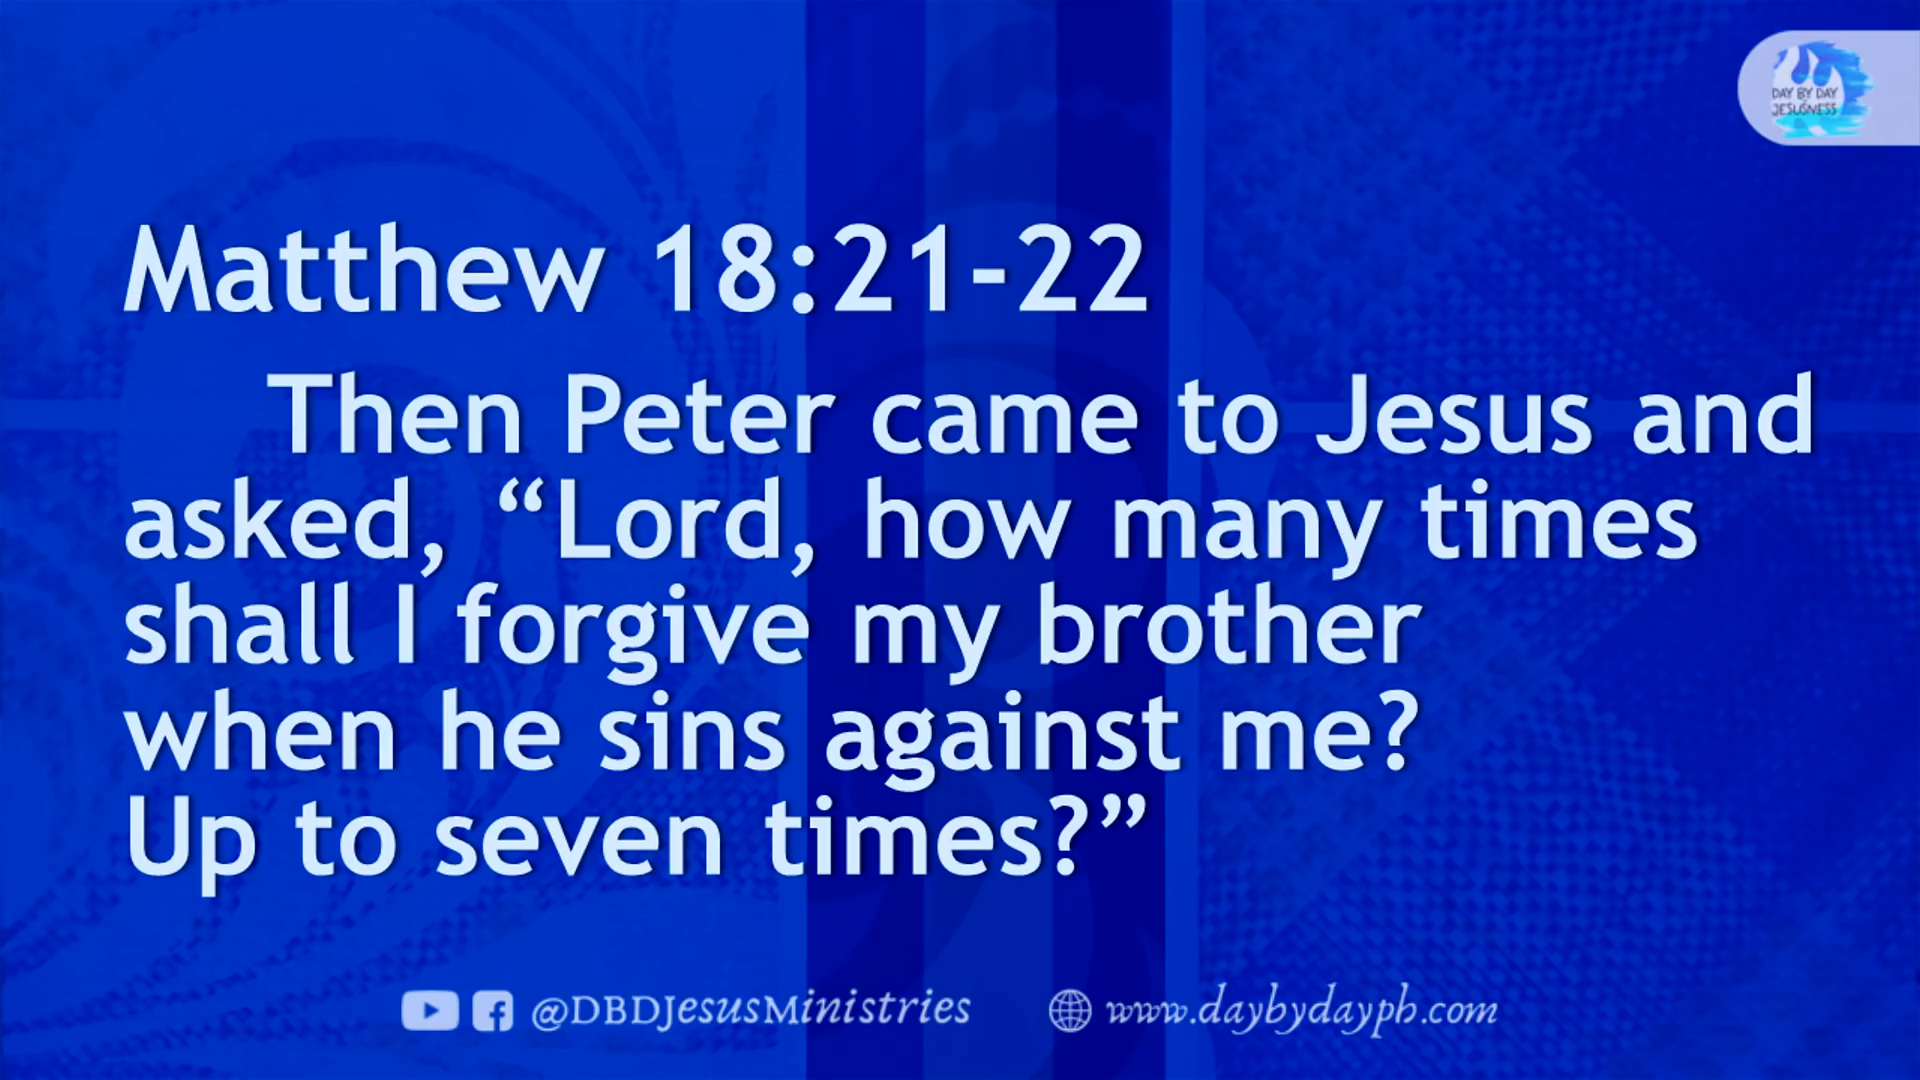 DAY BY DAY
JESUSNESS
Matthew 18:21-22
Then Peter came to Jesus and
asked, “Lord, how many times
shall I forgive my brother
when he sins against me?
Up to seven times?”
@DBDJesusMinistries www.daybydayph.com